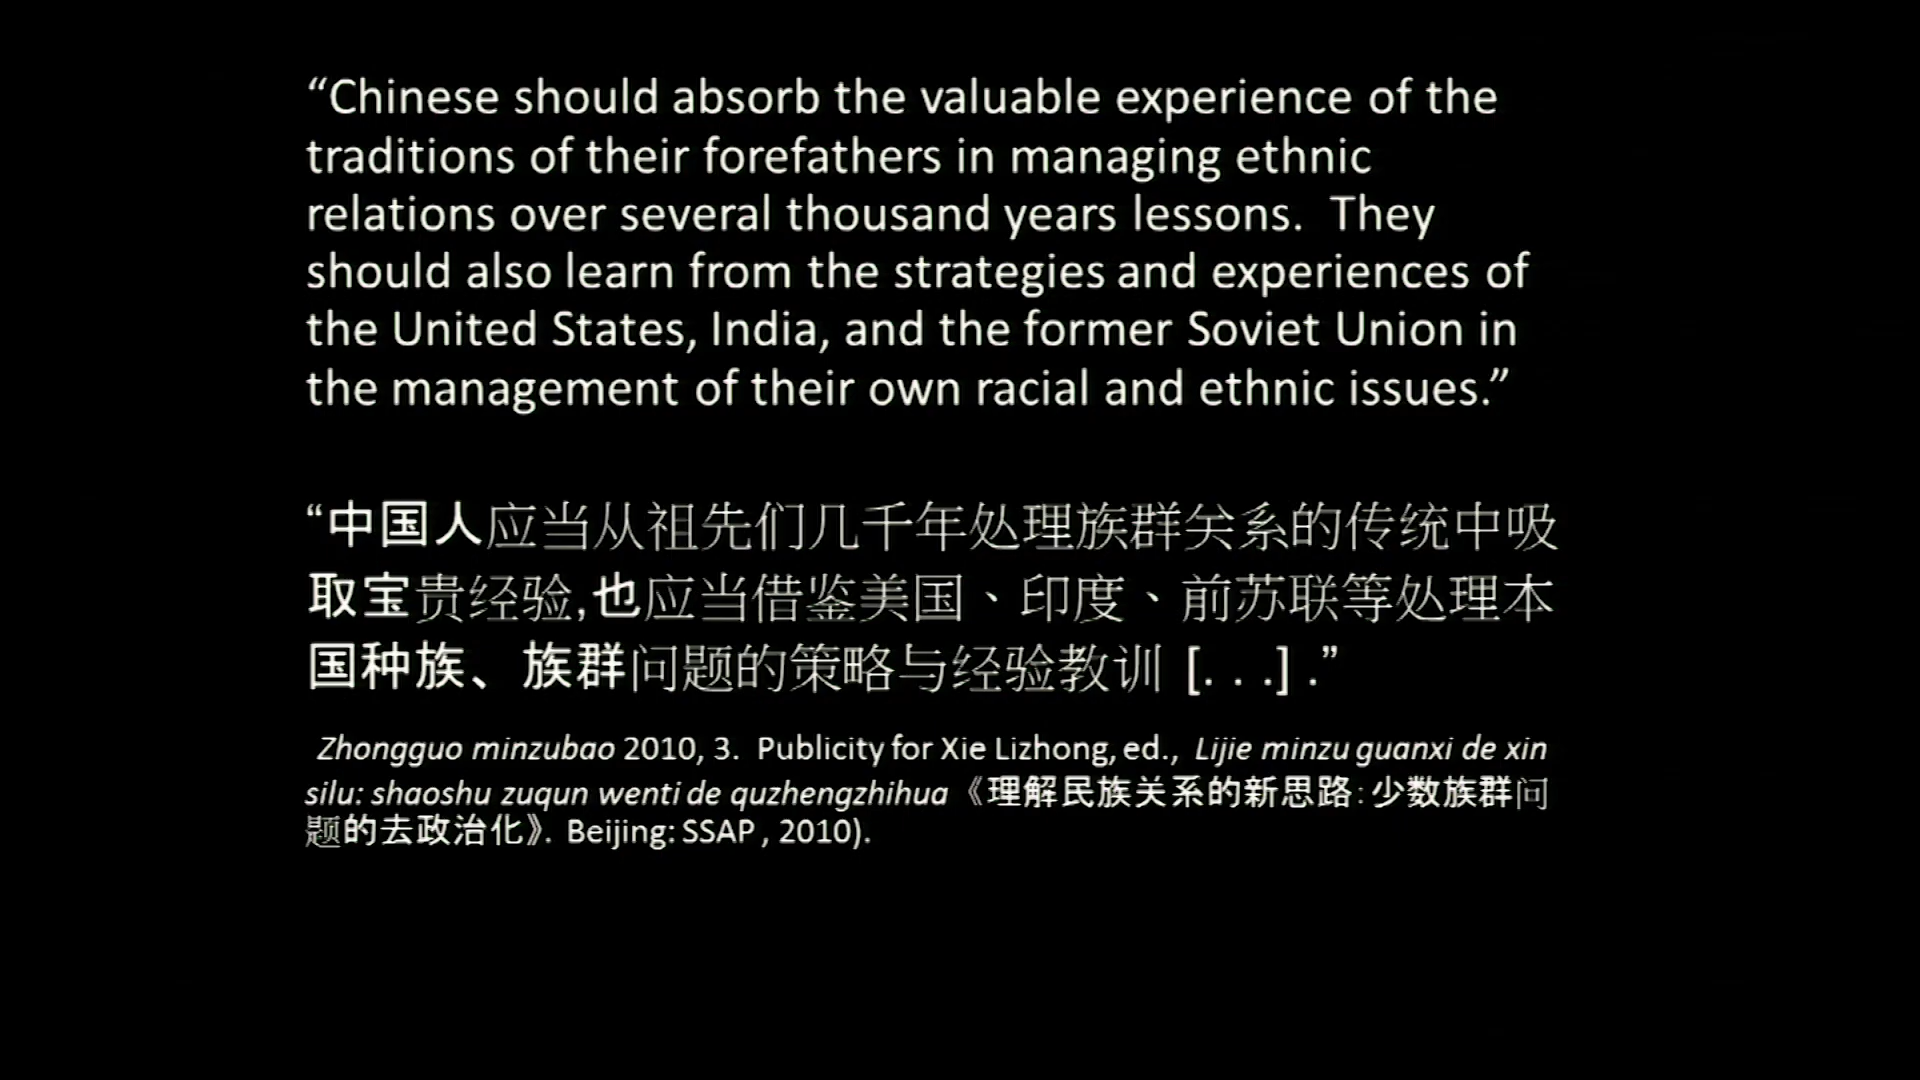 “Chinese should absorb the valuable experience of the
traditions of their forefathers in managing ethnic
relations over several thousand years lessons.  They
should also learn from the strategies and experiences of
the United States, India, and the former Soviet Union in
the management of their own racial and ethnic issues.”
“中国人应当从祖先们几千年处理族群关系的传统中吸
取宝贵经验,也应当借鉴美国、印度、前苏联等处理本
国种族、族群问题的策略与经验教训 [. . .] .”
Zhongguo minzubao 2010, 3.  Publicity for Xie Lizhong, ed.,  Lijie minzu guanxi de xin
silu: shaoshu zuqun wenti de quzhengzhihua《理解民族关系的新思路:少数族群问
题的去政治化》. Beijing: SSAP , 2010).